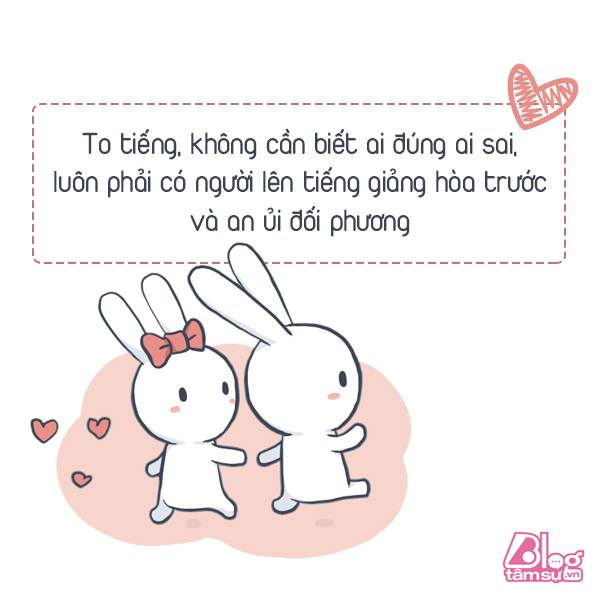 To tiếng, không cần biết ai đúng ai sai,
luôn phải có người lên tiếng giảng hòa trước
và an ủi đối phương
Blog
tâmsự.vn